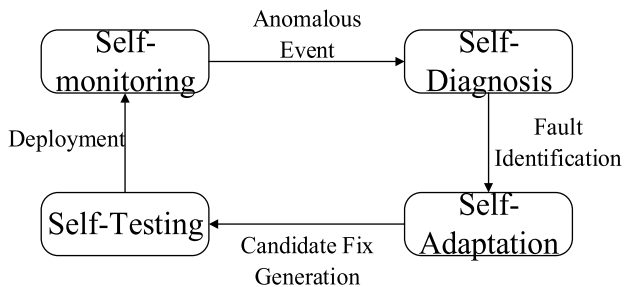 Self-
monitoring
Anomalous
Event
Self-
Diagnosis
Fault
Identification
Self-
Adaptation
Candidate Fix
Generation
Self-Testing
Deployment